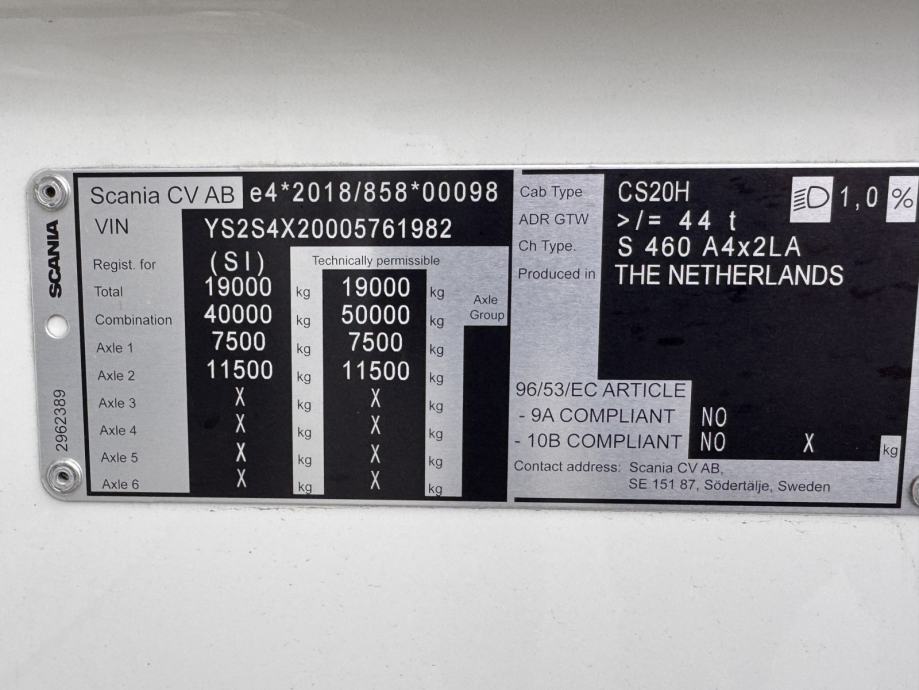 SCANIA
2962389
Scania CV AB e4*2018/858*00098
VIN YS2S4X20005761982
Regist. for (SI) Technically permissible
Total 19000 kg 19000 kg Axle Group
Combination 40000 kg 50000 kg
Axle 1 7500 kg 7500 kg
Axle 2 11500 kg 11500 kg
Axle 3 X kg X kg
Axle 4 X kg X kg
Axle 5 X kg X kg
Axle 6 X kg X kg
Cab Type CS20H 1,0 %
ADR GTW >/= 44 t
Ch Type. S 460 A4x2LA
Produced in THE NETHERLANDS
96/53/EC ARTICLE
- 9A COMPLIANT NO
- 10B COMPLIANT NO X kg
Contact address: Scania CV AB,
SE 151 87, Södertälje, Sweden